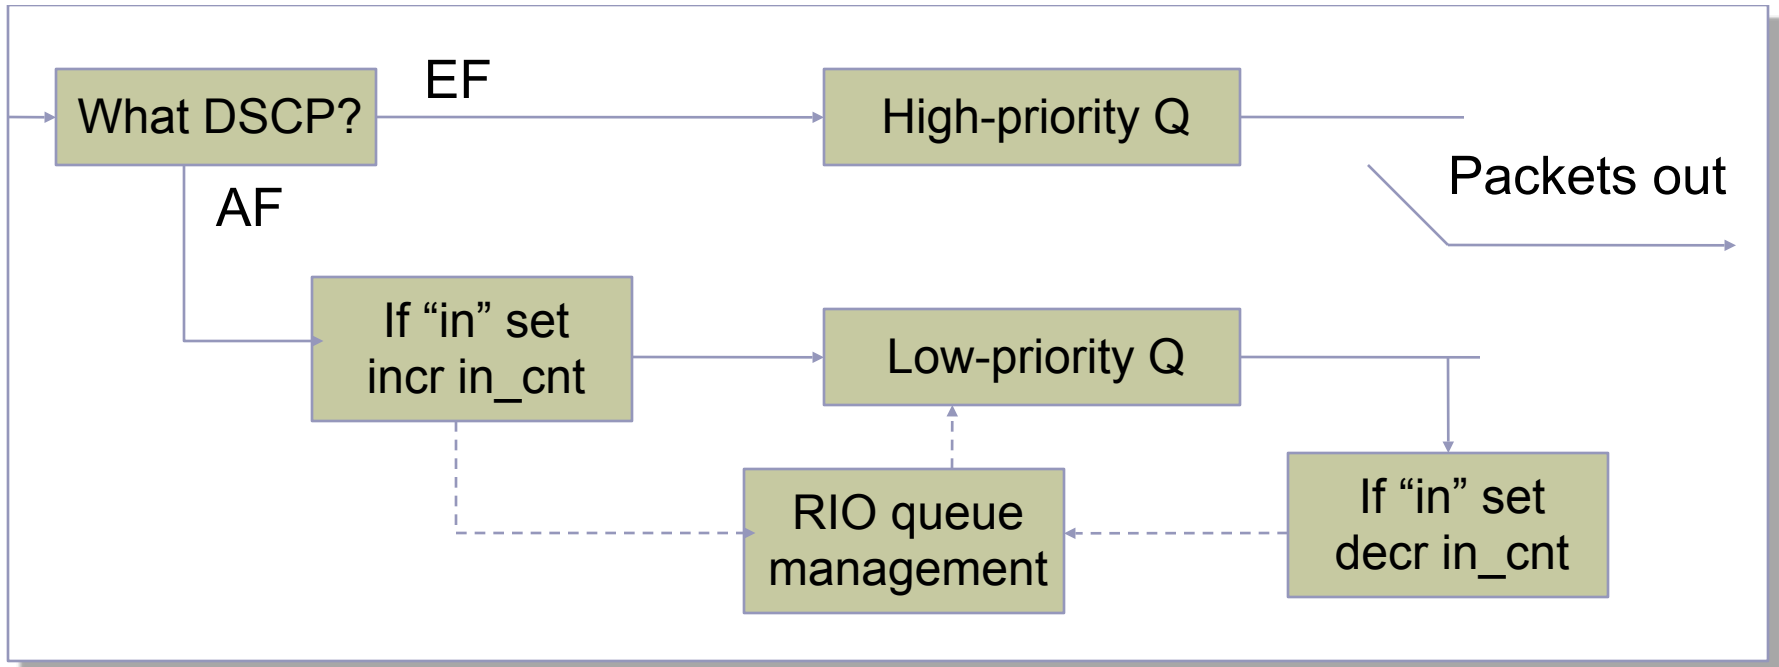 What DSCP?
EF
High-priority Q
Packets out
AF
If “in” set
incr in_cnt
Low-priority Q
RIO queue
management
If “in” set
decr in_cnt